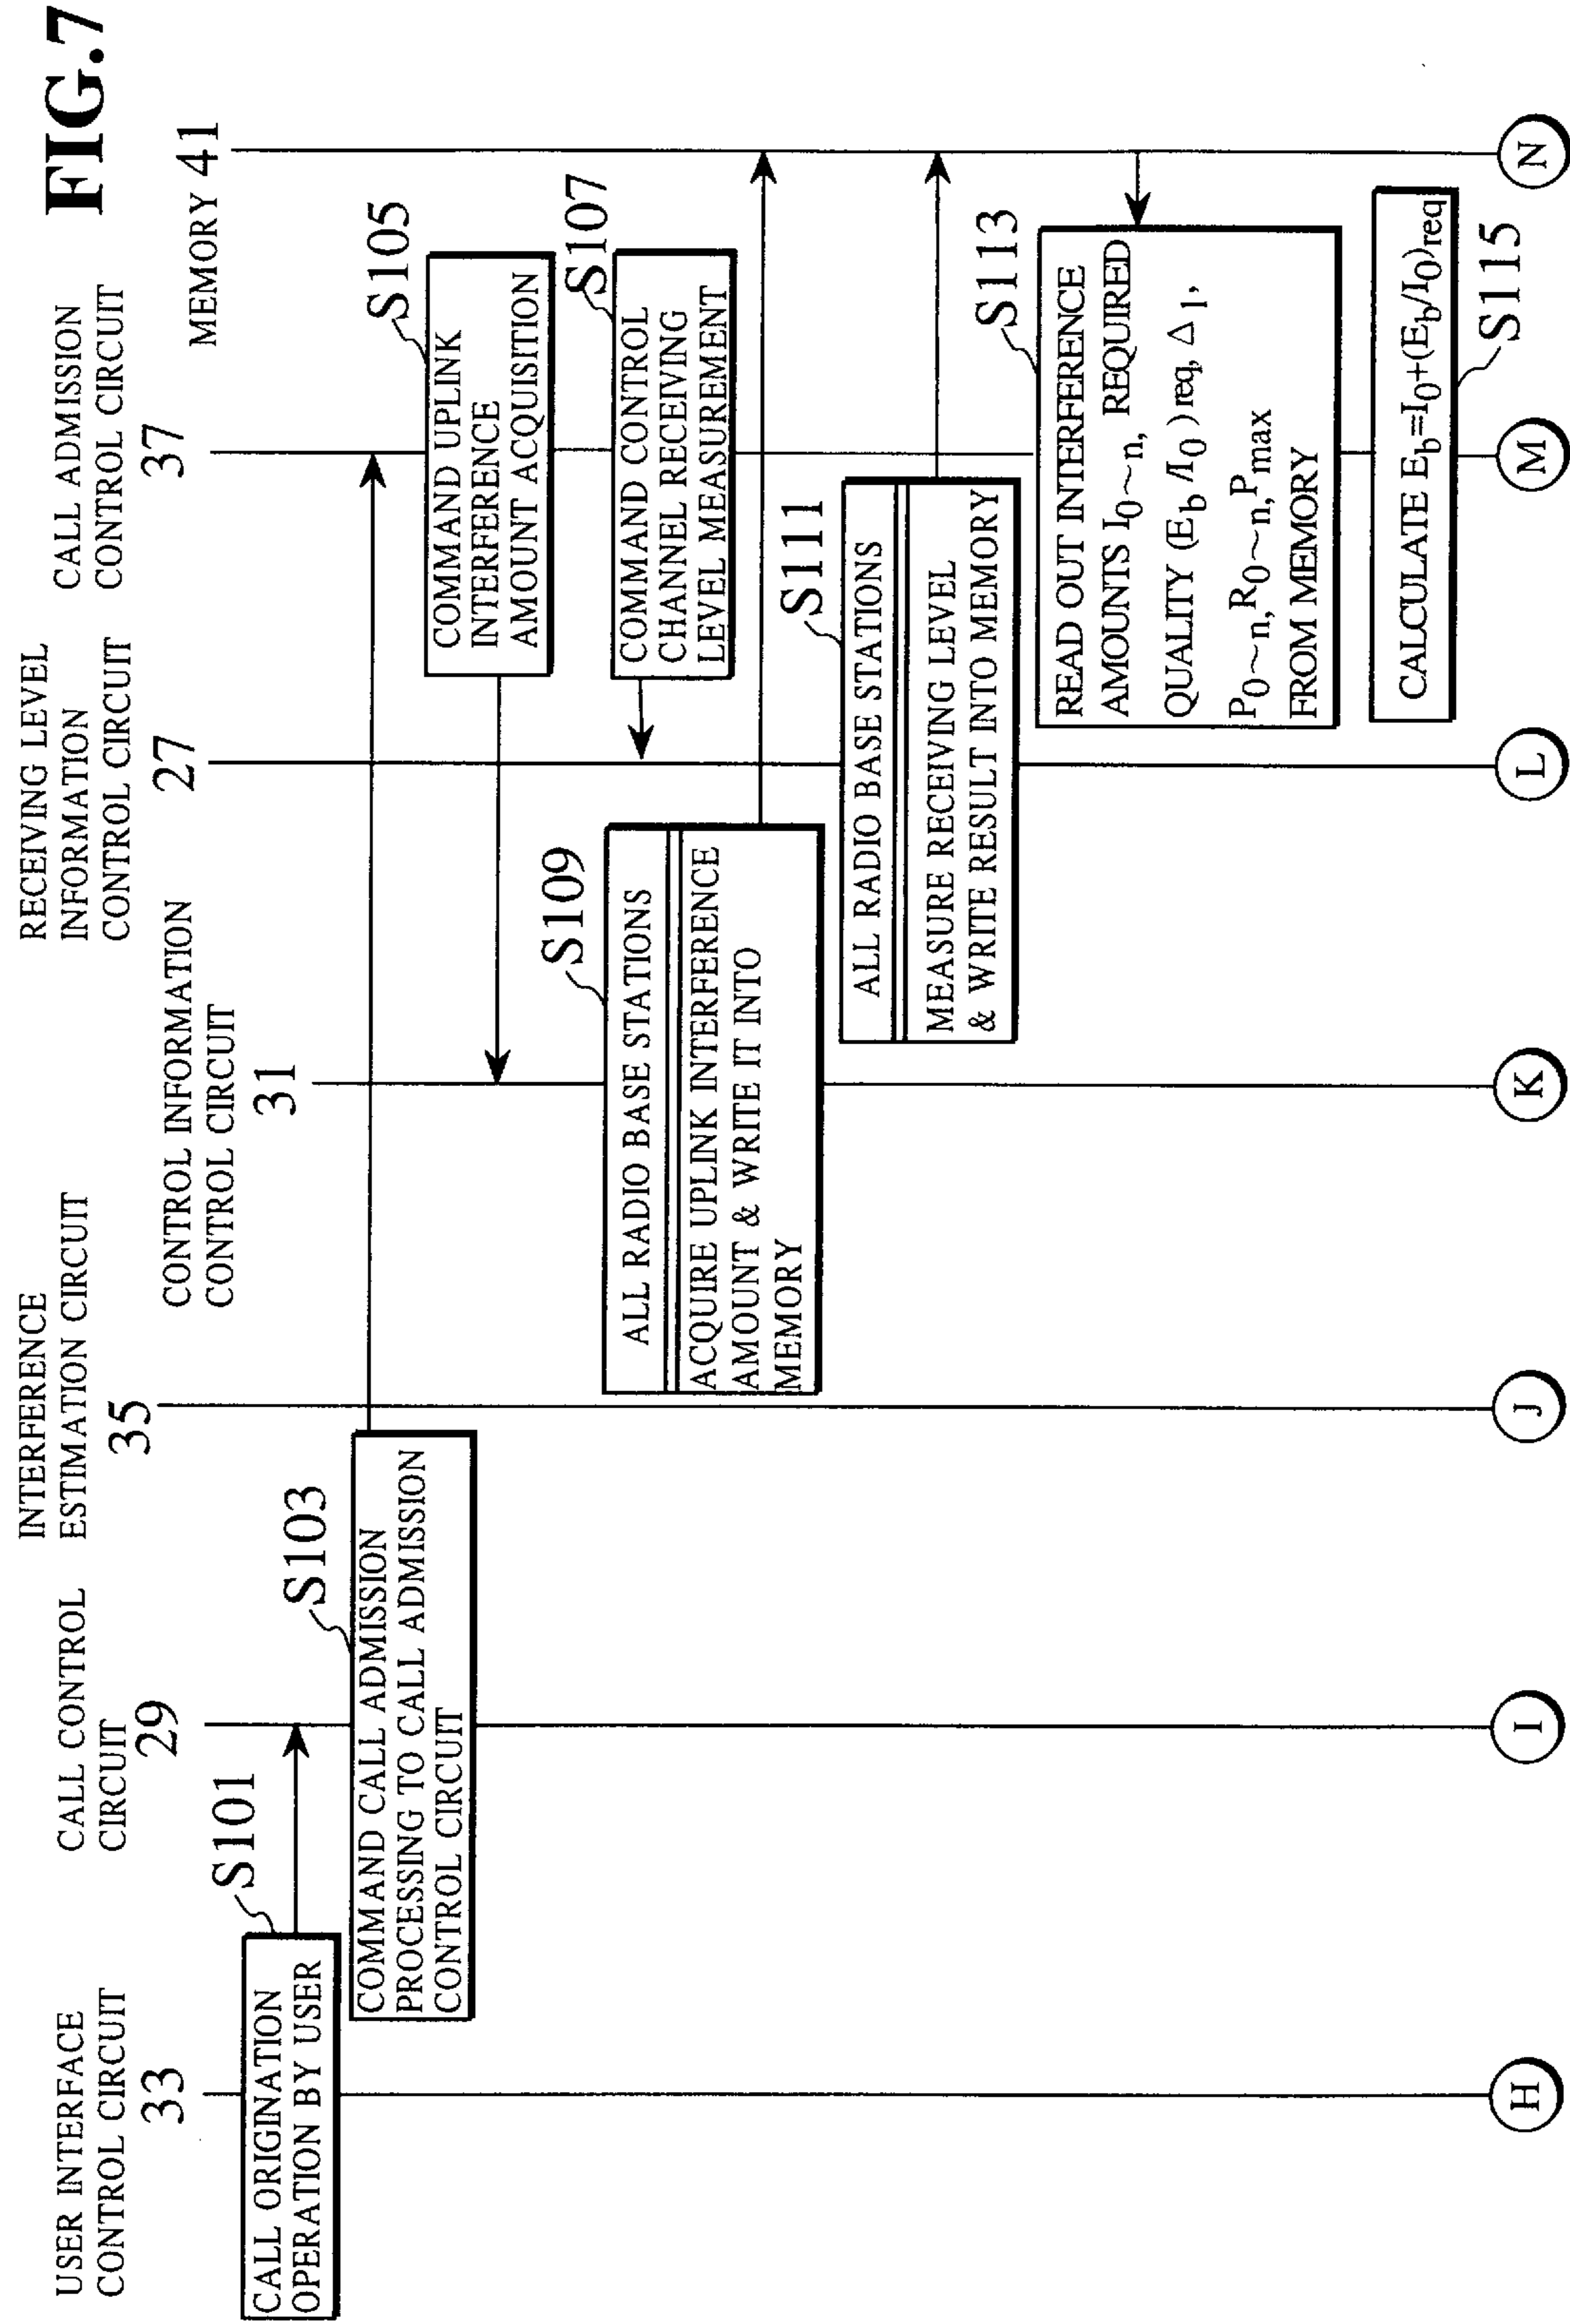 FIG.7
USER INTERFACE
CONTROL CIRCUIT
33
CALL CONTROL
CIRCUIT
29
INTERFERENCE
ESTIMATION CIRCUIT
35
CONTROL INFORMATION
CONTROL CIRCUIT
31
RECEIVING LEVEL
INFORMATION
CONTROL CIRCUIT
27
CALL ADMISSION
CONTROL CIRCUIT
37
MEMORY 41
S101
CALL ORIGINATION
OPERATION BY USER
S103
COMMAND CALL ADMISSION
PROCESSING TO CALL ADMISSION
CONTROL CIRCUIT
S105
COMMAND UPLINK
INTERFERENCE
AMOUNT ACQUISITION
S107
COMMAND CONTROL
CHANNEL RECEIVING
LEVEL MEASUREMENT
S109
ALL RADIO BASE STATIONS
ACQUIRE UPLINK INTERFERENCE
AMOUNT & WRITE IT INTO
MEMORY
S111
ALL RADIO BASE STATIONS
MEASURE RECEIVING LEVEL
& WRITE RESULT INTO MEMORY
S113
READ OUT INTERFERENCE
AMOUNTS I0~n, REQUIRED
QUALITY (Eb/I0)req, Δ1,
P0~n, R0~n, Pmax
FROM MEMORY
CALCULATE Eb=I0+(Eb/I0)req
S115
H
I
J
K
L
M
N